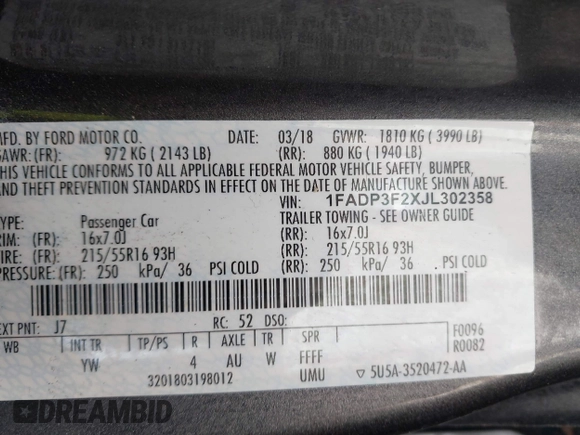 MFD. BY FORD MOTOR CO. DATE: 03/18 GVWR: 1810 KG ( 3990 LB)
GAWR: (FR): 972 KG ( 2143 LB) (RR): 880 KG ( 1940 LB)
THIS VEHICLE CONFORMS TO ALL APPLICABLE FEDERAL MOTOR VEHICLE SAFETY, BUMPER,
AND THEFT PREVENTION STANDARDS IN EFFECT ON THE DATE OF MANUFACTURE SHOWN ABOVE.
VIN: 1FADP3F2XJL302358
TYPE: Passenger Car TRAILER TOWING - SEE OWNER GUIDE
RIM: (FR): 16x7.0J (RR): 16x7.0J
TIRE: (FR): 215/55R16 93H (RR): 215/55R16 93H
PRESSURE: (FR): 250 kPa/ 36 PSI COLD (RR): 250 kPa/ 36 PSI COLD
EXT PNT: J7 RC: 52 DSO: F0096
WB INT TR TP/PS R AXLE TR SPR R0082
YW 4 AU W FFFF
3201803198012 UMU ▽ 5U5A-3520472-AA
DREAMBID